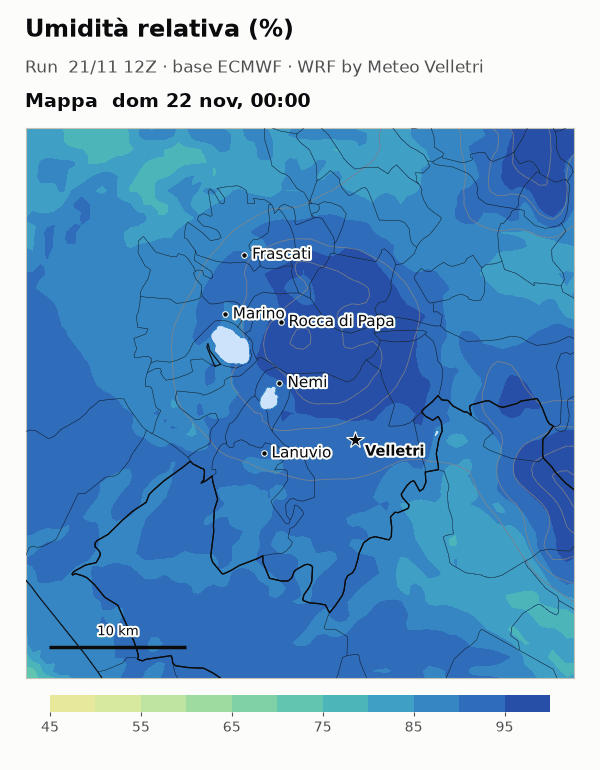 Umidità relativa (%)
Run  21/11 12Z · base ECMWF · WRF by Meteo Velletri
Mappa  dom 22 nov, 00:00
Frascati
Marino
Rocca di Papa
Nemi
Velletri
Lanuvio
10 km
45 55 65 75 85 95